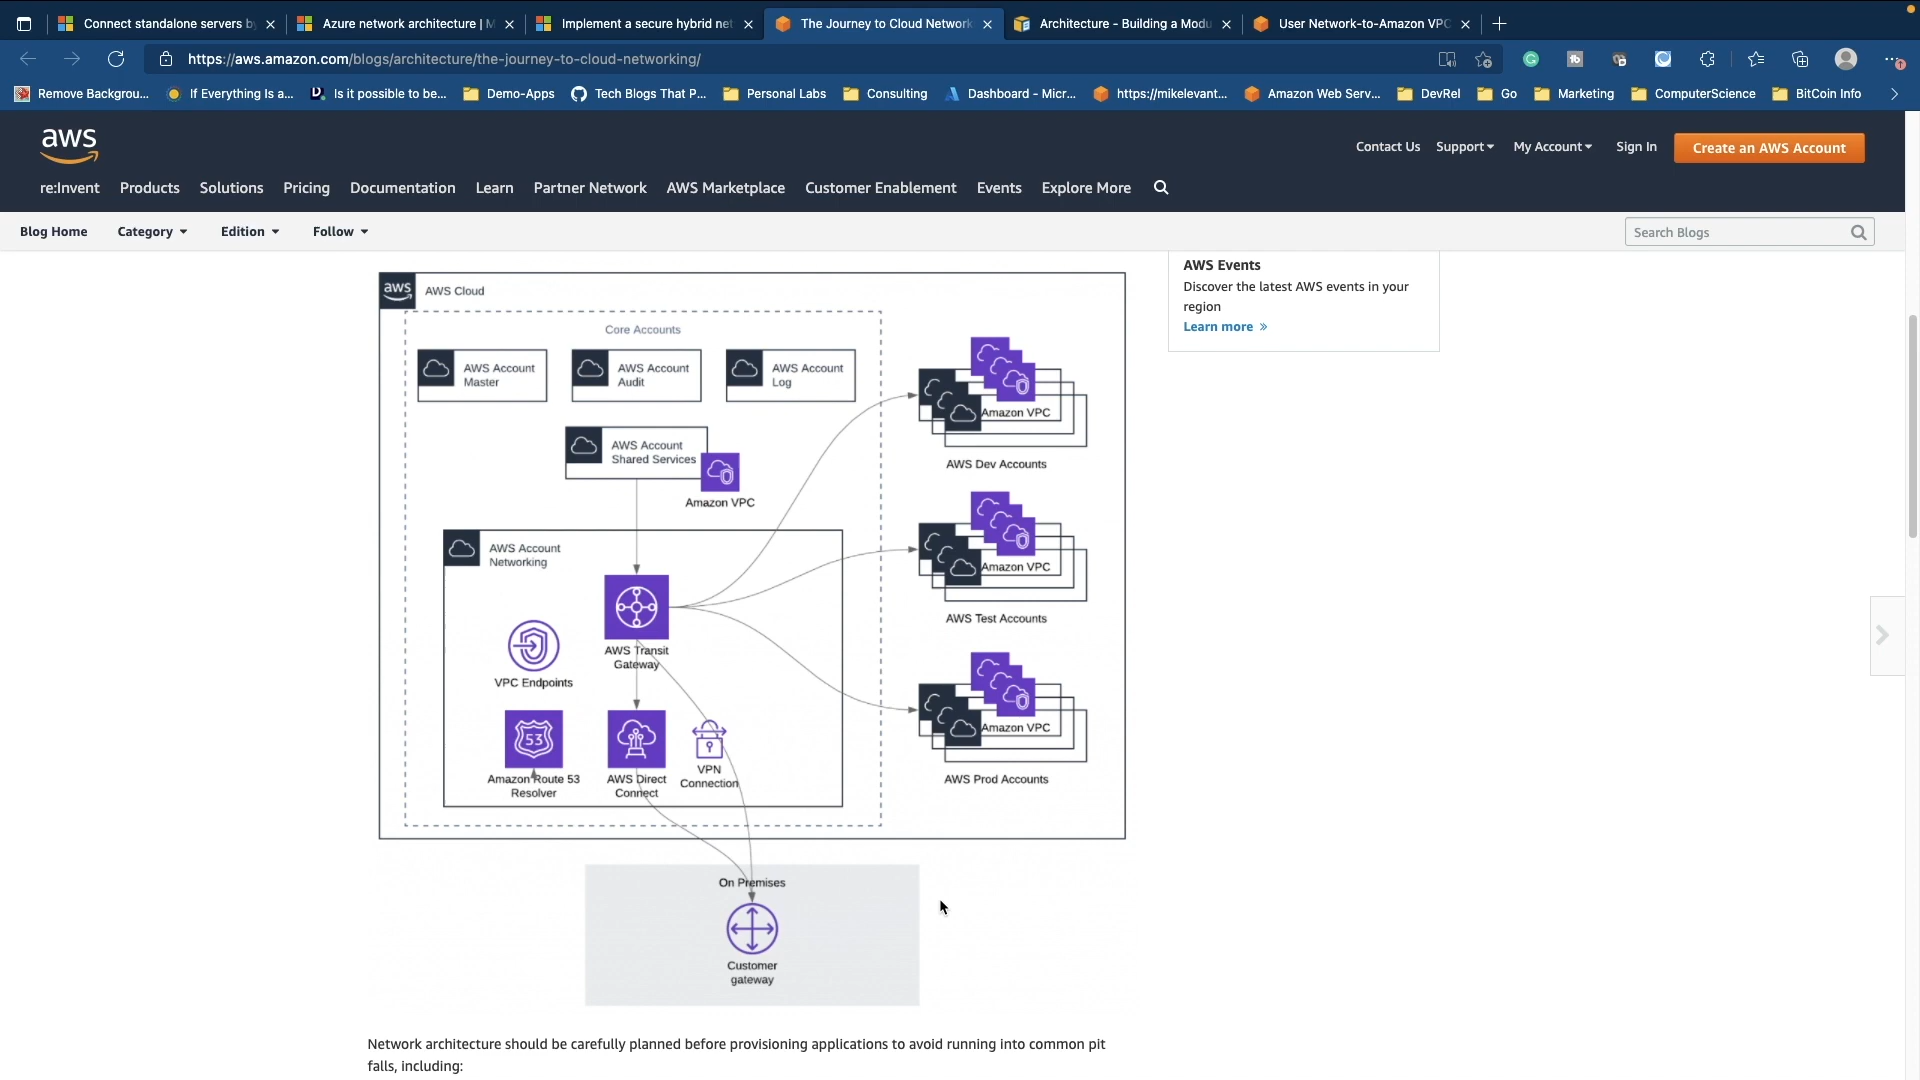 Connect standalone servers by
Azure network architecture | M
Implement a secure hybrid net
The Journey to Cloud Network
Architecture - Building a Modu
User Network-to-Amazon VPC
https://aws.amazon.com/blogs/architecture/the-journey-to-cloud-networking/
Remove Backgrou...
If Everything Is a...
Is it possible to be...
Demo-Apps
Tech Blogs That P...
Personal Labs
Consulting
Dashboard - Micr...
https://mikelevant...
Amazon Web Serv...
DevRel
Go
Marketing
ComputerScience
BitCoin Info
aws
Contact Us
Support
My Account
Sign In
Create an AWS Account
re:Invent
Products
Solutions
Pricing
Documentation
Learn
Partner Network
AWS Marketplace
Customer Enablement
Events
Explore More
Blog Home
Category
Edition
Follow
Search Blogs
AWS Events
Discover the latest AWS events in your
region
Learn more »
aws
AWS Cloud
Core Accounts
AWS Account
Master
AWS Account
Audit
AWS Account
Log
AWS Account
Shared Services
Amazon VPC
AWS Account
Networking
AWS Transit
Gateway
VPC Endpoints
53
Amazon Route 53
Resolver
AWS Direct
Connect
VPN
Connection
Amazon VPC
AWS Dev Accounts
Amazon VPC
AWS Test Accounts
Amazon VPC
AWS Prod Accounts
On Premises
Customer
gateway
Network architecture should be carefully planned before provisioning applications to avoid running into common pit
falls, including: